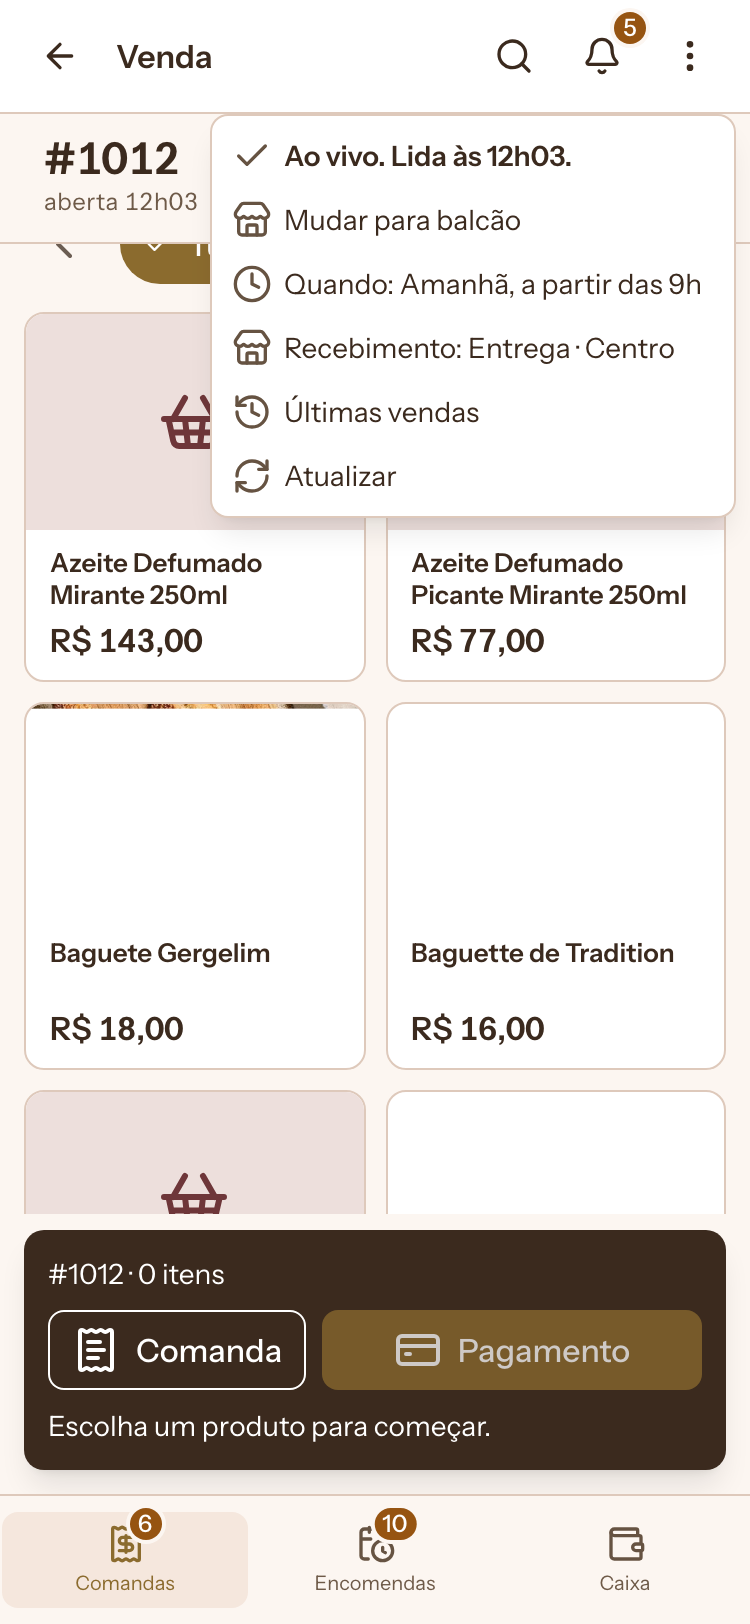 Venda
5
#1012
aberta 12h03
Ao vivo. Lida às 12h03.
Mudar para balcão
Quando: Amanhã, a partir das 9h
Recebimento: Entrega · Centro
Últimas vendas
Atualizar
Azeite Defumado
Mirante 250ml
R$ 143,00
Azeite Defumado
Picante Mirante 250ml
R$ 77,00
Baguete Gergelim
R$ 18,00
Baguette de Tradition
R$ 16,00
#1012 · 0 itens
Comanda
Pagamento
Escolha um produto para começar.
6
Comandas
10
Encomendas
Caixa